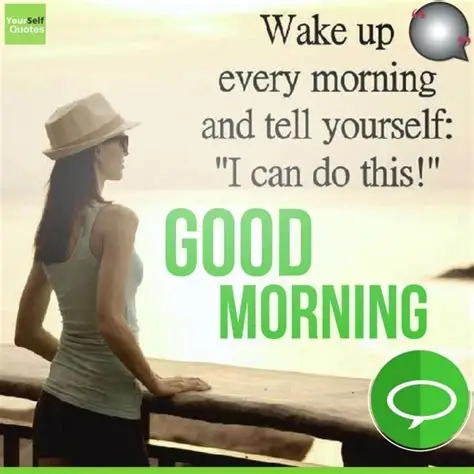 YourSelf
Quotes
Wake up
every morning
and tell yourself:
"I can do this!"
GOOD
MORNING